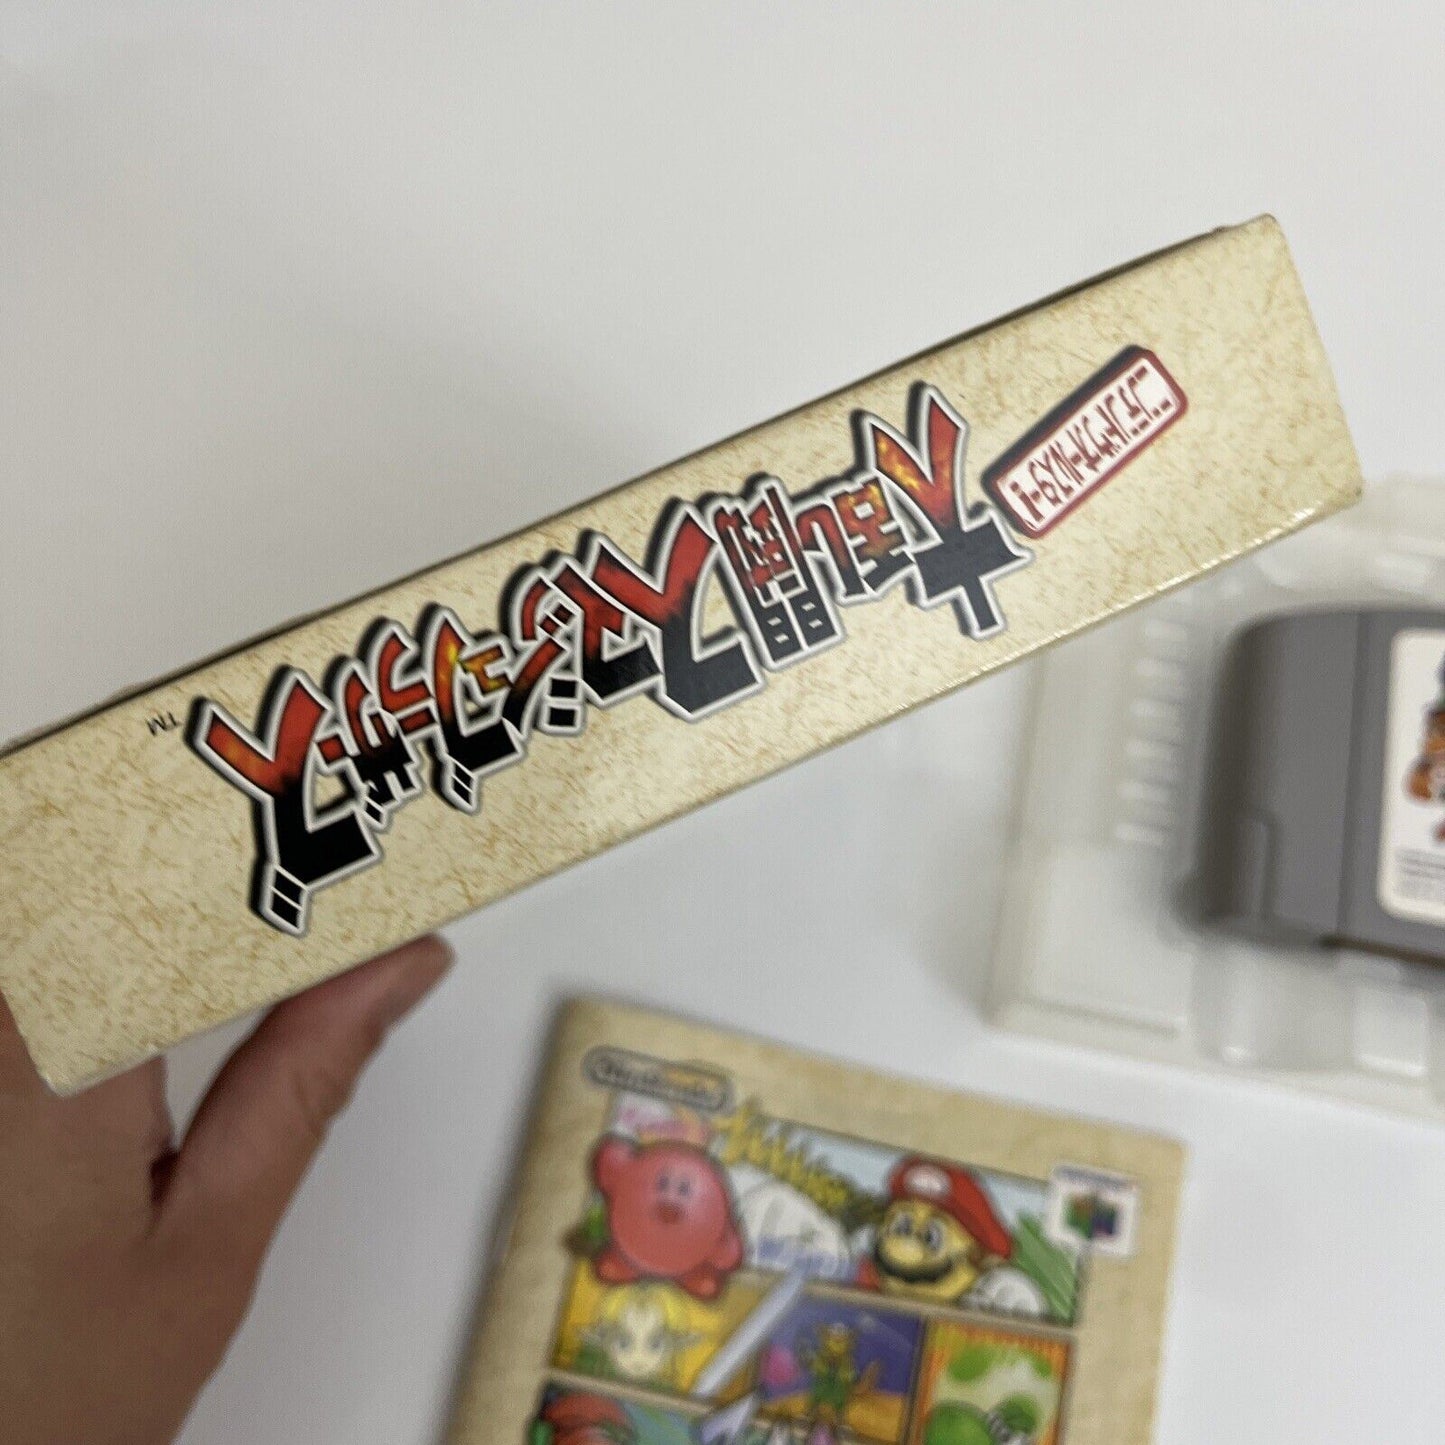 ニンテンドウオールスター!
大乱闘スマッシュブラザーズ
TM
Nintendo